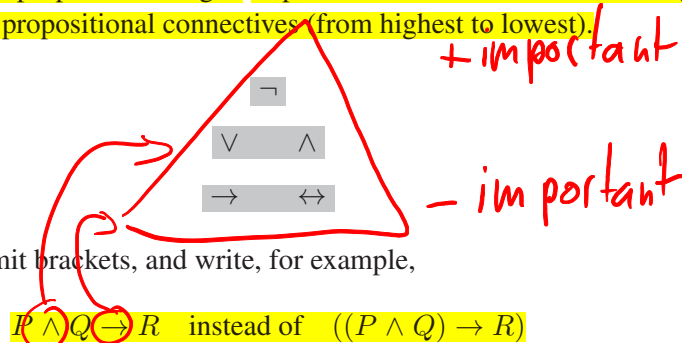 propositional connectives (from highest to lowest).
+ important
¬
∨ ∧
→ ↔
- important
mit brackets, and write, for example,
P ∧ Q → R instead of ((P ∧ Q) → R)